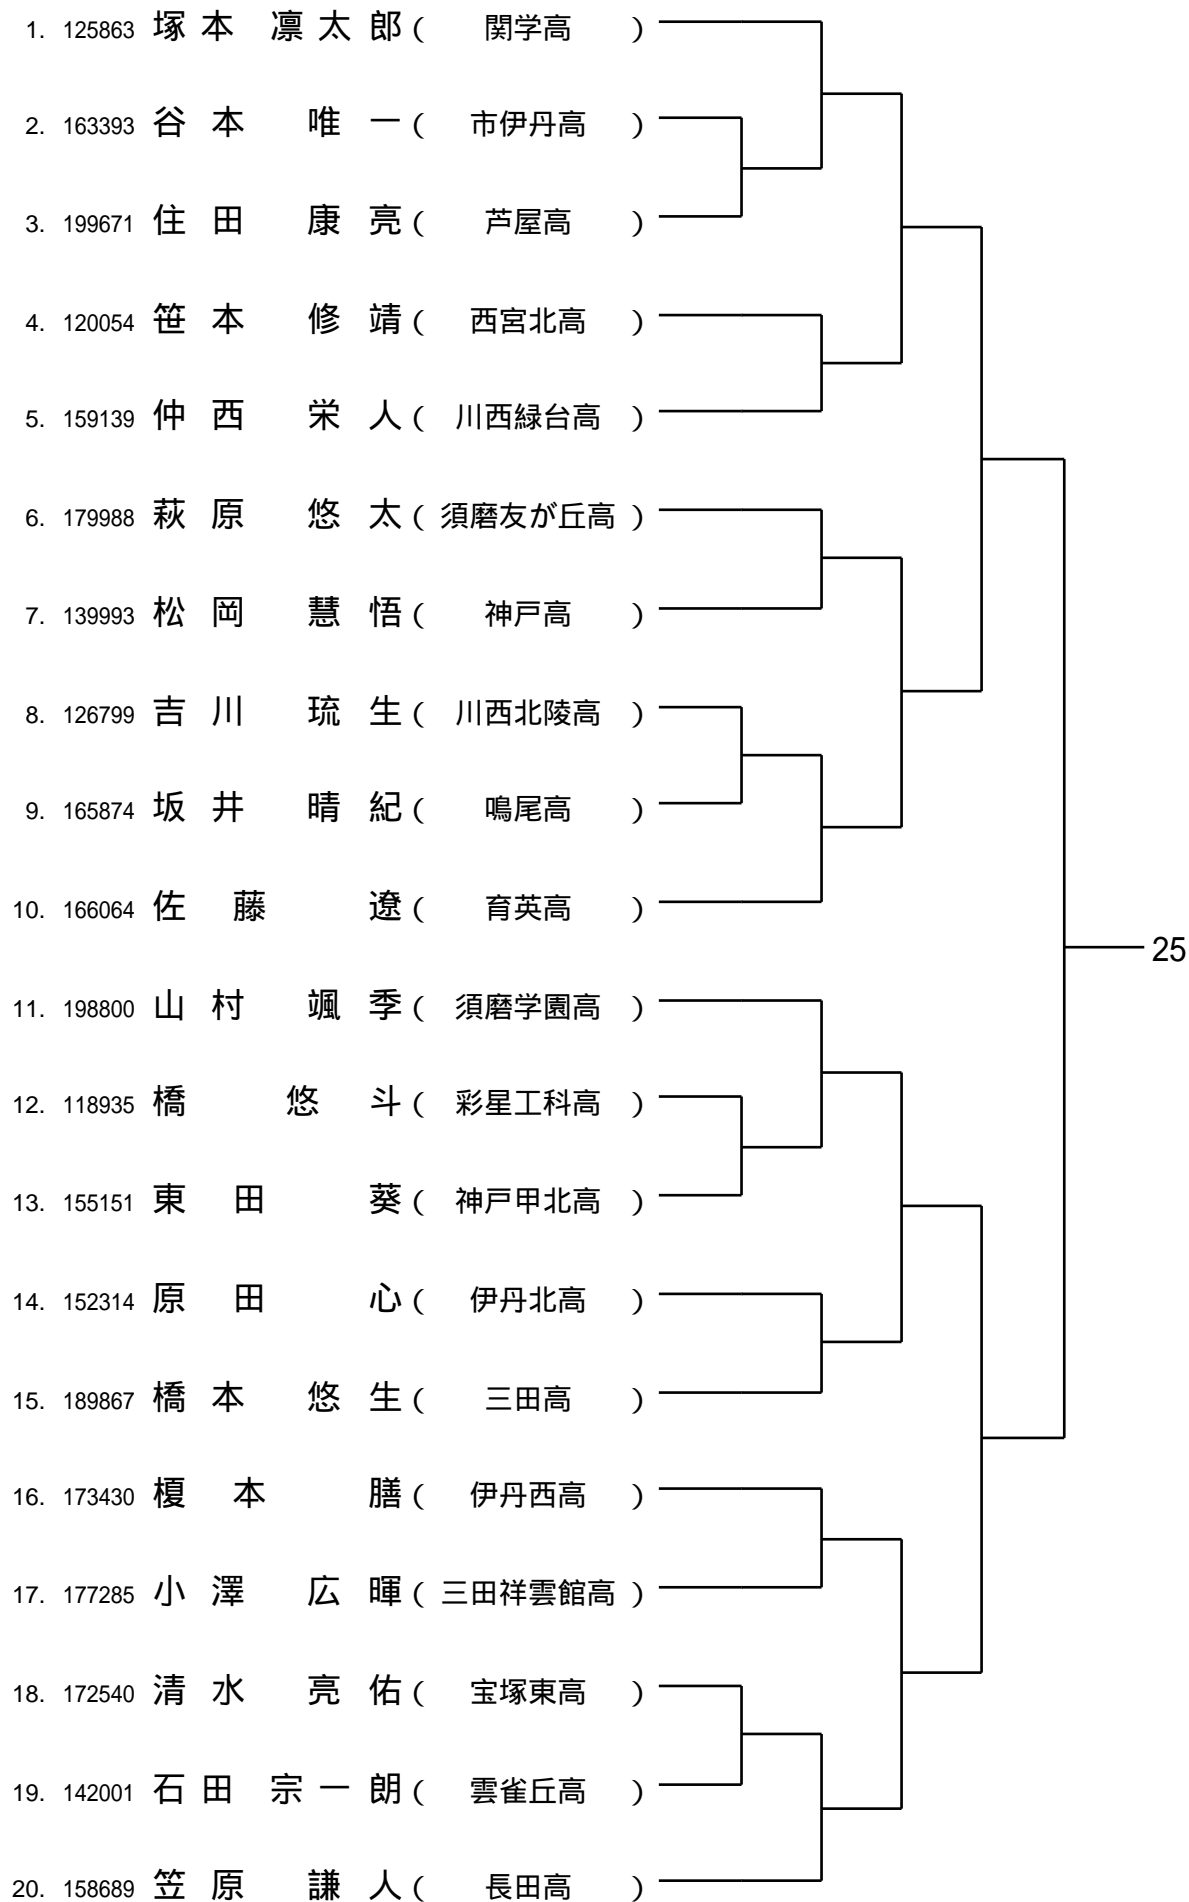 1. 125863 塚本 凛太郎 ( 関学高 )
2. 163393 谷本 唯一 ( 市伊丹高 )
3. 199671 住田 康亮 ( 芦屋高 )
4. 120054 笹本 修靖 ( 西宮北高 )
5. 159139 仲西 栄人 ( 川西緑台高 )
6. 179988 萩原 悠太 ( 須磨友が丘高 )
7. 139993 松岡 慧悟 ( 神戸高 )
8. 126799 吉川 琉生 ( 川西北陵高 )
9. 165874 坂井 晴紀 ( 鳴尾高 )
10. 166064 佐藤 遼 ( 育英高 )
25
11. 198800 山村 颯季 ( 須磨学園高 )
12. 118935 橋 悠斗 ( 彩星工科高 )
13. 155151 東田 葵 ( 神戸甲北高 )
14. 152314 原田 心 ( 伊丹北高 )
15. 189867 橋本 悠生 ( 三田高 )
16. 173430 榎本 膳 ( 伊丹西高 )
17. 177285 小澤 広暉 ( 三田祥雲館高 )
18. 172540 清水 亮佑 ( 宝塚東高 )
19. 142001 石田 宗一朗 ( 雲雀丘高 )
20. 158689 笠原 謙人 ( 長田高 )